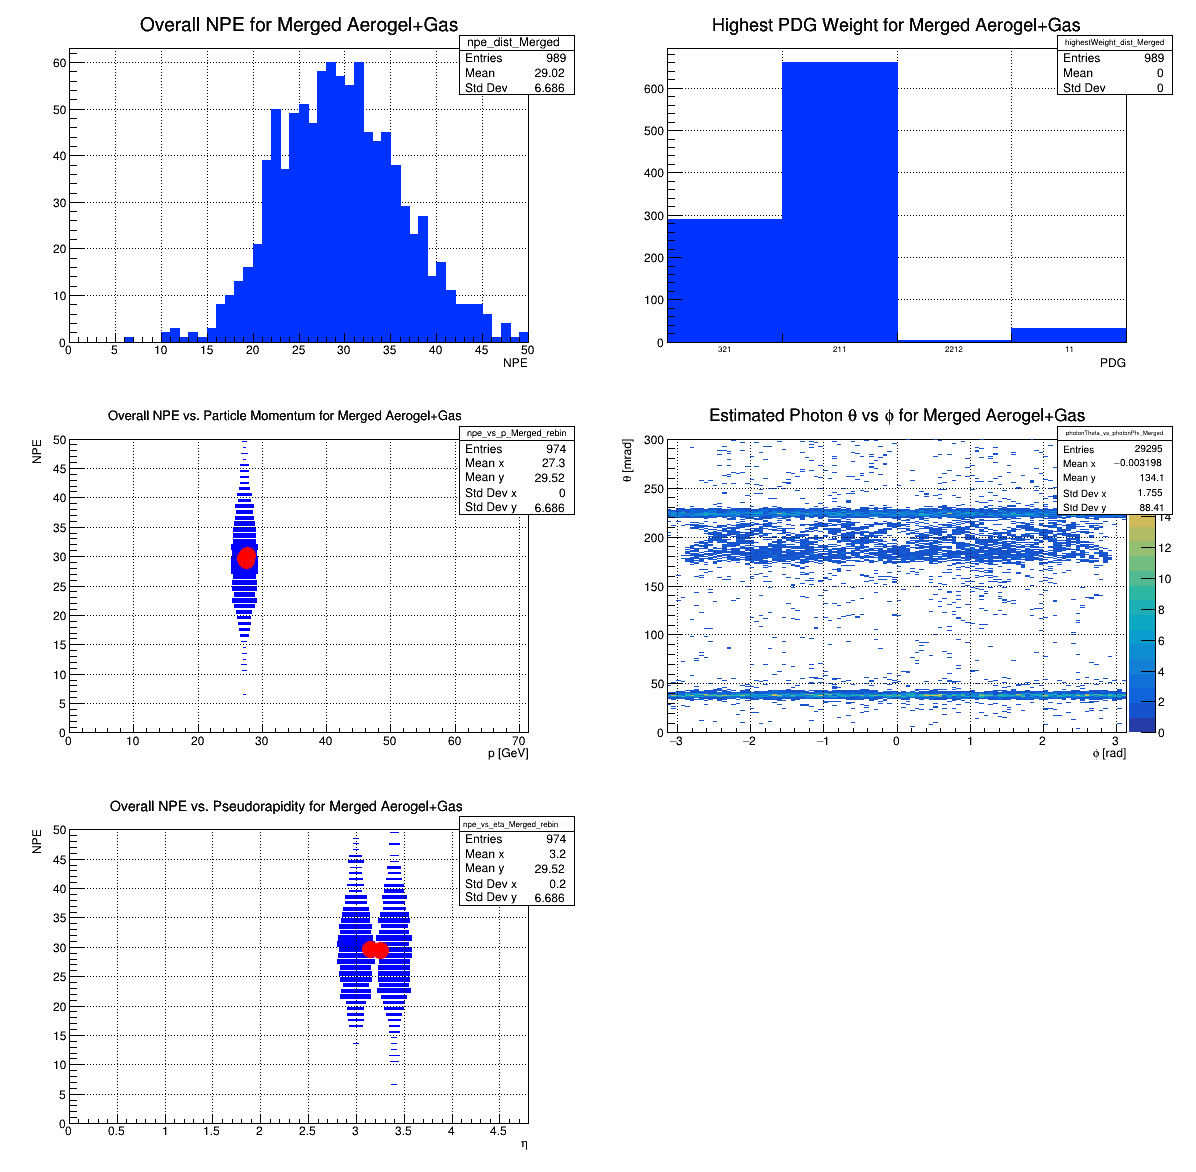 Overall NPE for Merged Aerogel+Gas
npe_dist_Merged
Entries 989
Mean 29.02
Std Dev 6.686
60
50
40
30
20
10
0
0 5 10 15 20 25 30 35 40 45 50
NPE
Highest PDG Weight for Merged Aerogel+Gas
highestWeight_dist_Merged
Entries 989
Mean 0
Std Dev 0
600
500
400
300
200
100
0
321 211 2212 11
PDG
Overall NPE vs. Particle Momentum for Merged Aerogel+Gas
npe_vs_p_Merged_rebin
Entries 974
Mean x 27.3
Mean y 29.52
Std Dev x 0
Std Dev y 6.686
NPE
50
45
40
35
30
25
20
15
10
5
0
0 10 20 30 40 50 60 70
p [GeV]
Estimated Photon θ vs ϕ for Merged Aerogel+Gas
photonTheta_vs_photonPhi_Merged
Entries 29295
Mean x −0.003198
Mean y 134.1
Std Dev x 1.755
Std Dev y 88.41
θ [mrad]
300
250
200
150
100
50
0
−3 −2 −1 0 1 2 3
ϕ [rad]
14
12
10
8
6
4
2
0
Overall NPE vs. Pseudorapidity for Merged Aerogel+Gas
npe_vs_eta_Merged_rebin
Entries 974
Mean x 3.2
Mean y 29.52
Std Dev x 0.2
Std Dev y 6.686
NPE
50
45
40
35
30
25
20
15
10
5
0
0 0.5 1 1.5 2 2.5 3 3.5 4 4.5
η